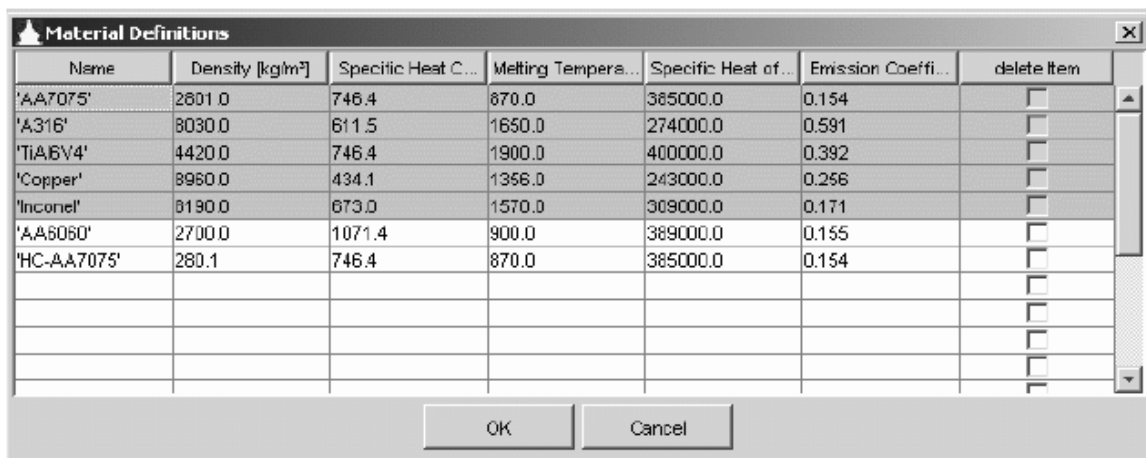 Material Definitions
Name Density [kg/m³] Specific Heat C... Melting Tempera... Specific Heat of... Emission Coeffi... delete Item
'AA7075' 2801.0 746.4 870.0 385000.0 0.154
'A316' 8030.0 611.5 1650.0 274000.0 0.591
'TiAl6V4' 4420.0 746.4 1900.0 400000.0 0.392
'Copper' 8960.0 434.1 1356.0 243000.0 0.256
'Inconel' 8190.0 673.0 1570.0 309000.0 0.171
'AA6060' 2700.0 1071.4 900.0 389000.0 0.155
'HC-AA7075' 280.1 746.4 870.0 385000.0 0.154
OK Cancel